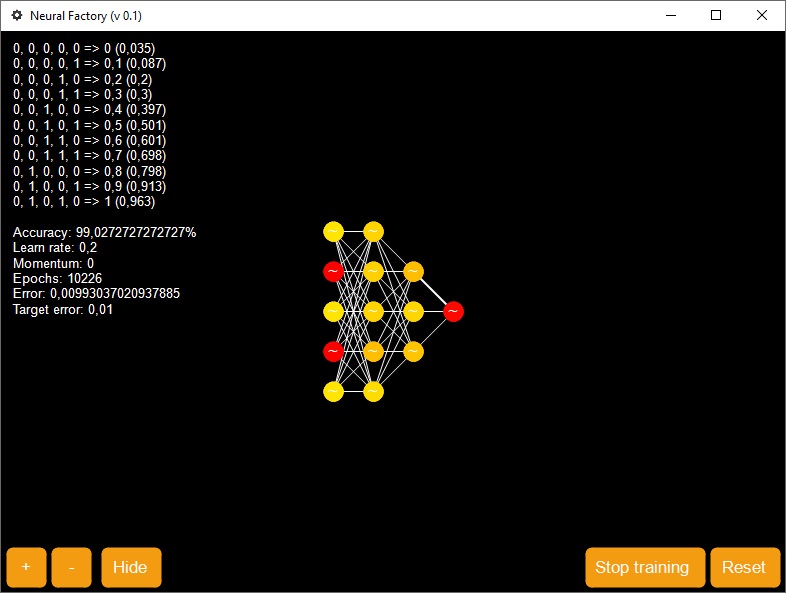 Neural Factory (v 0.1)
0, 0, 0, 0, 0 => 0 (0,035)
0, 0, 0, 0, 1 => 0,1 (0,087)
0, 0, 0, 1, 0 => 0,2 (0,2)
0, 0, 0, 1, 1 => 0,3 (0,3)
0, 0, 1, 0, 0 => 0,4 (0,397)
0, 0, 1, 0, 1 => 0,5 (0,501)
0, 0, 1, 1, 0 => 0,6 (0,601)
0, 0, 1, 1, 1 => 0,7 (0,698)
0, 1, 0, 0, 0 => 0,8 (0,798)
0, 1, 0, 0, 1 => 0,9 (0,913)
0, 1, 0, 1, 0 => 1 (0,963)
Accuracy: 99,0272727272727%
Learn rate: 0,2
Momentum: 0
Epochs: 10226
Error: 0,00993037020937885
Target error: 0,01
~ ~
~ ~ ~
~ ~ ~ ~
~ ~ ~
~ ~
+ - Hide Stop training Reset